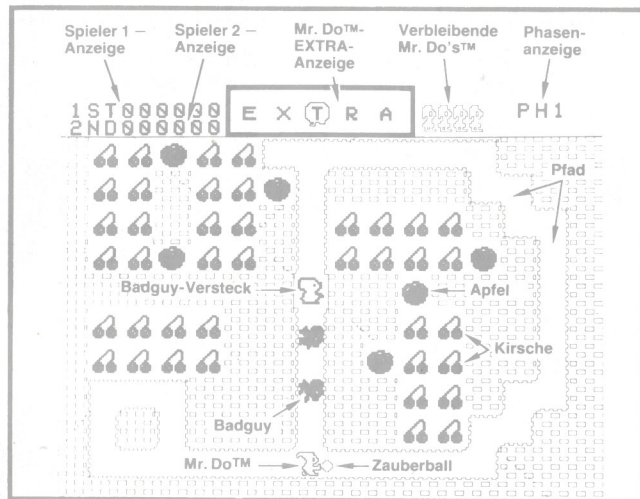 Spieler 1 –
Anzeige
Spieler 2 –
Anzeige
Mr. Do™-
EXTRA-
Anzeige
Verbleibende
Mr. Do's™
Phasen-
anzeige
1ST000000
2ND000000
E X T R A
PH1
Pfad
Badguy-Versteck
Apfel
Kirsche
Badguy
Mr. Do™
Zauberball